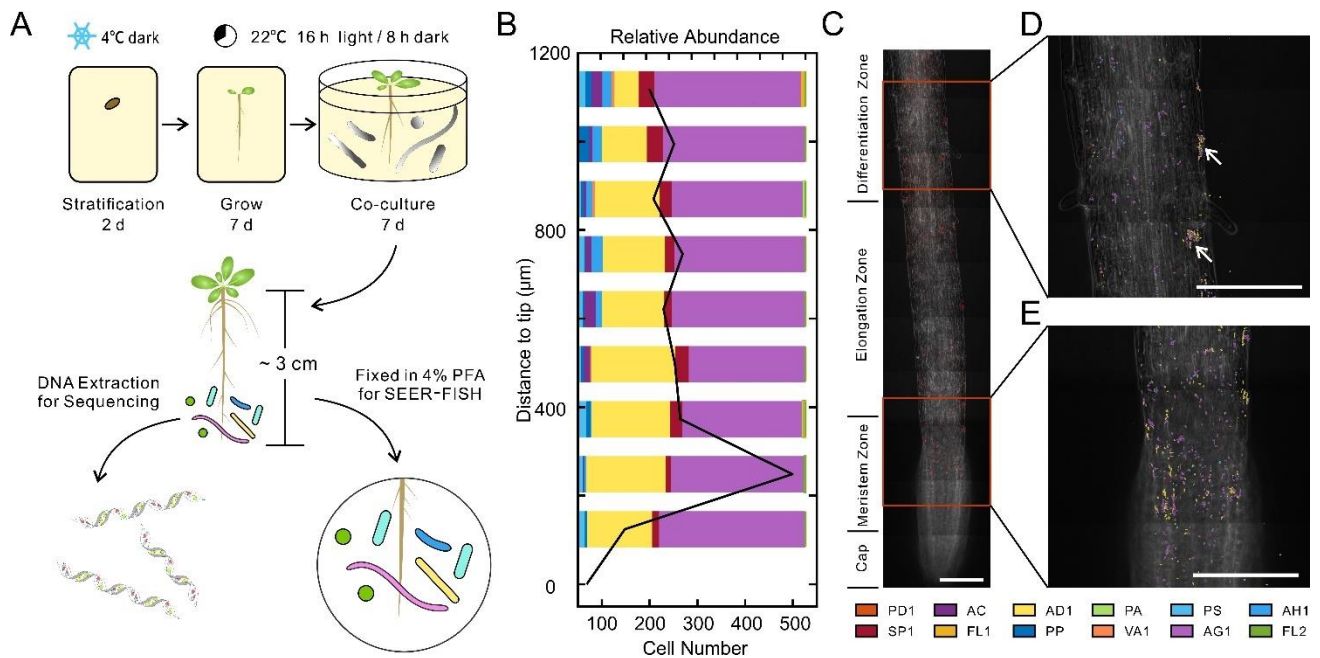 A
4℃ dark
22℃ 16 h light / 8 h dark
Stratification
2 d
Grow
7 d
Co-culture
7 d
~ 3 cm
DNA Extraction
for Sequencing
Fixed in 4% PFA
for SEER-FISH
B
Relative Abundance
1200
800
400
0
Distance to tip (μm)
100 200 300 400 500
Cell Number
C
Differentiation Zone
Elongation Zone
Meristem Zone
Cap
D
E
PD1 AC AD1 PA PS AH1
SP1 FL1 PP VA1 AG1 FL2